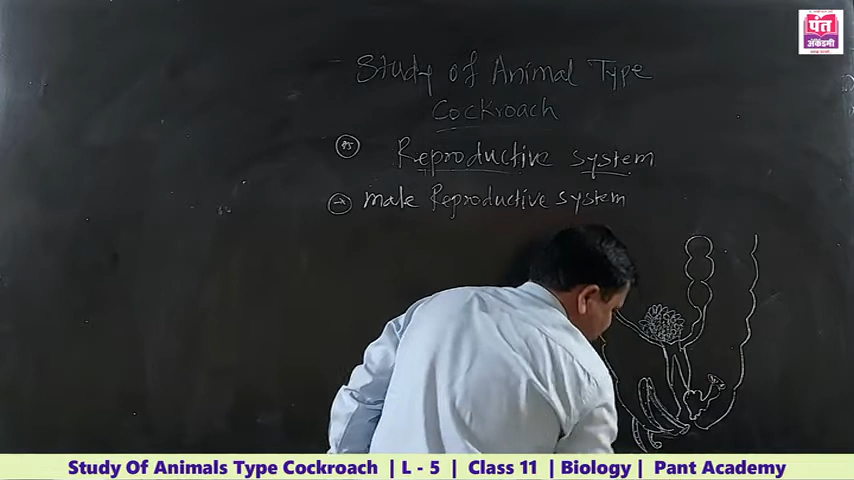 पंत
अकॅडमी
Study of Animal Type
Cockroach
Reproductive system
male Reproductive system
Study Of Animals Type Cockroach | L - 5 | Class 11 | Biology | Pant Academy